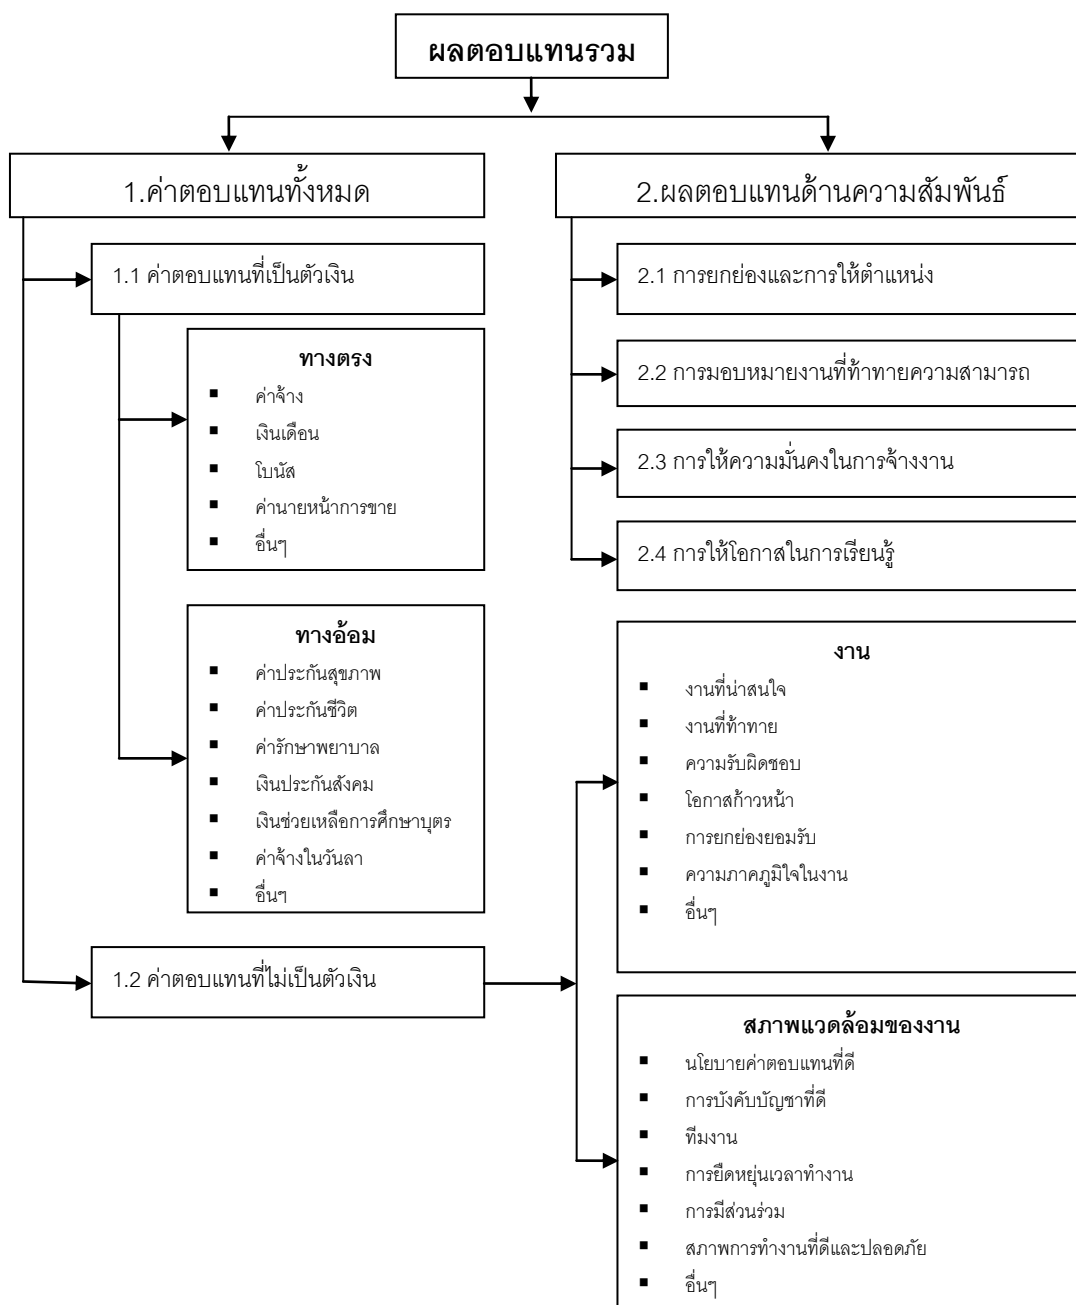 ผลตอบแทนรวม
1.ค่าตอบแทนทั้งหมด
1.1 ค่าตอบแทนที่เป็นตัวเงิน
ทางตรง
ค่าจ้าง
เงินเดือน
โบนัส
ค่านายหน้าการขาย
อื่นๆ
ทางอ้อม
ค่าประกันสุขภาพ
ค่าประกันชีวิต
ค่ารักษาพยาบาล
เงินประกันสังคม
เงินช่วยเหลือการศึกษาบุตร
ค่าจ้างในวันลา
อื่นๆ
1.2 ค่าตอบแทนที่ไม่เป็นตัวเงิน
งาน
งานที่น่าสนใจ
งานที่ท้าทาย
ความรับผิดชอบ
โอกาสก้าวหน้า
การยกย่องยอมรับ
ความภาคภูมิใจในงาน
อื่นๆ
สภาพแวดล้อมของงาน
นโยบายค่าตอบแทนที่ดี
การบังคับบัญชาที่ดี
ทีมงาน
การยืดหยุ่นเวลาทำงาน
การมีส่วนร่วม
สภาพการทำงานที่ดีและปลอดภัย
อื่นๆ
2.ผลตอบแทนด้านความสัมพันธ์
2.1 การยกย่องและการให้ตำแหน่ง
2.2 การมอบหมายงานที่ท้าทายความสามารถ
2.3 การให้ความมั่นคงในการจ้างงาน
2.4 การให้โอกาสในการเรียนรู้